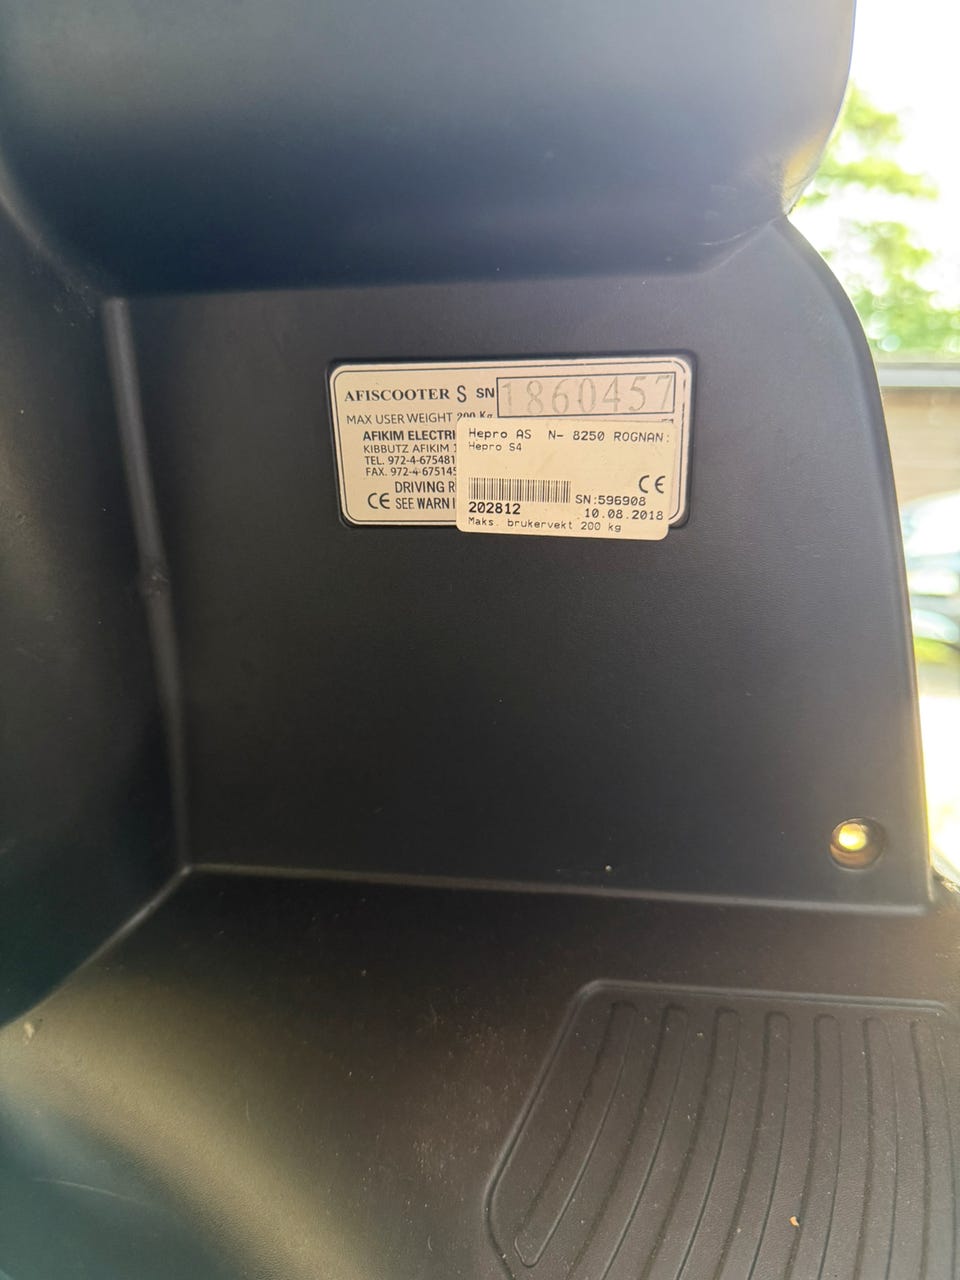 AFISCOOTER S SN 1860457
MAX USER WEIGHT 200 Kg
AFIKIM ELECTRI
KIBBUTZ AFIKIM 1
TEL. 972-4-675481
FAX. 972-4-675145
DRIVING R
CE SEE WARNI
Hepro AS N- 8250 ROGNAN:
Hepro S4
CE
SN:596908
202812 10.08.2018
Maks. brukervekt 200 kg